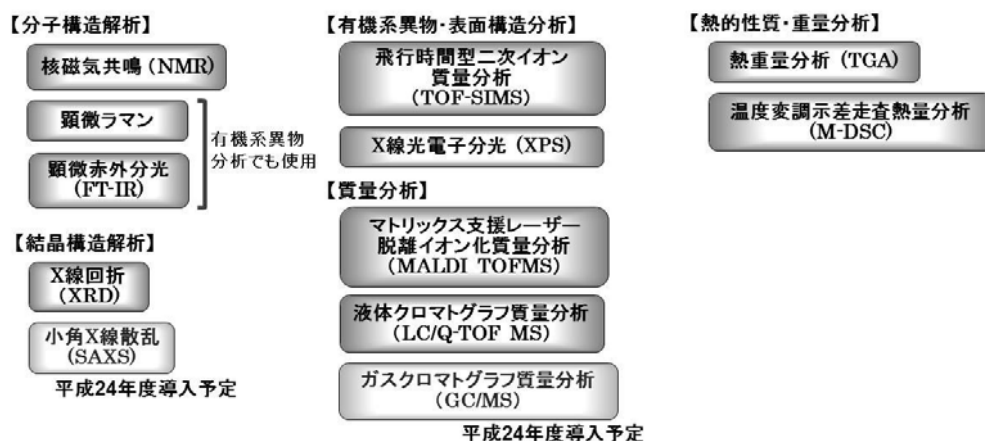 【分子構造解析】
核磁気共鳴 (NMR)
顕微ラマン
顕微赤外分光
(FT-IR)
有機系異物
分析でも使用
【結晶構造解析】
X線回折
(XRD)
小角X線散乱
(SAXS)
平成24年度導入予定
【有機系異物・表面構造分析】
飛行時間型二次イオン
質量分析
(TOF-SIMS)
X線光電子分光 (XPS)
【質量分析】
マトリックス支援レーザー
脱離イオン化質量分析
(MALDI TOFMS)
液体クロマトグラフ質量分析
(LC/Q-TOF MS)
ガスクロマトグラフ質量分析
(GC/MS)
平成24年度導入予定
【熱的性質・重量分析】
熱重量分析 (TGA)
温度変調示差走査熱量分析
(M-DSC)